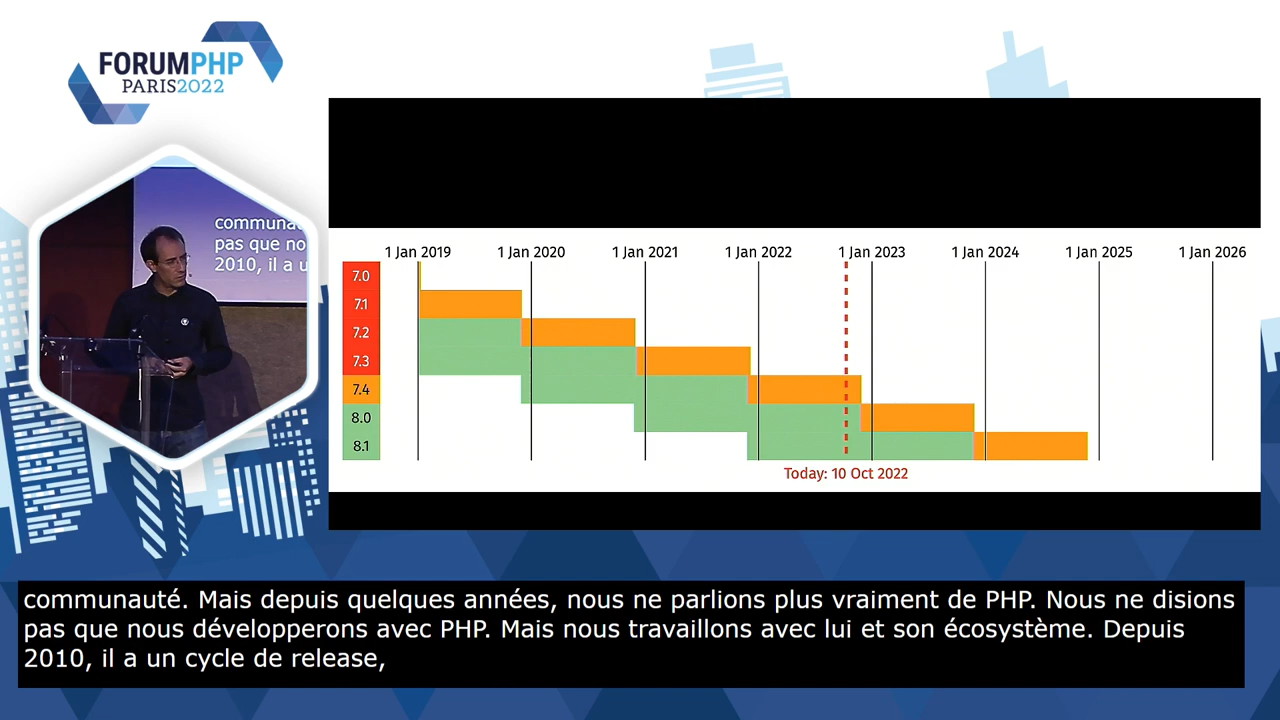 FORUMPHP
PARIS2022
communau
pas que no
2010, il a u
1 Jan 2019 1 Jan 2020 1 Jan 2021 1 Jan 2022 1 Jan 2023 1 Jan 2024 1 Jan 2025 1 Jan 2026
7.0
7.1
7.2
7.3
7.4
8.0
8.1
Today: 10 Oct 2022
communauté. Mais depuis quelques années, nous ne parlions plus vraiment de PHP. Nous ne disions
pas que nous développerons avec PHP. Mais nous travaillons avec lui et son écosystème. Depuis
2010, il a un cycle de release,